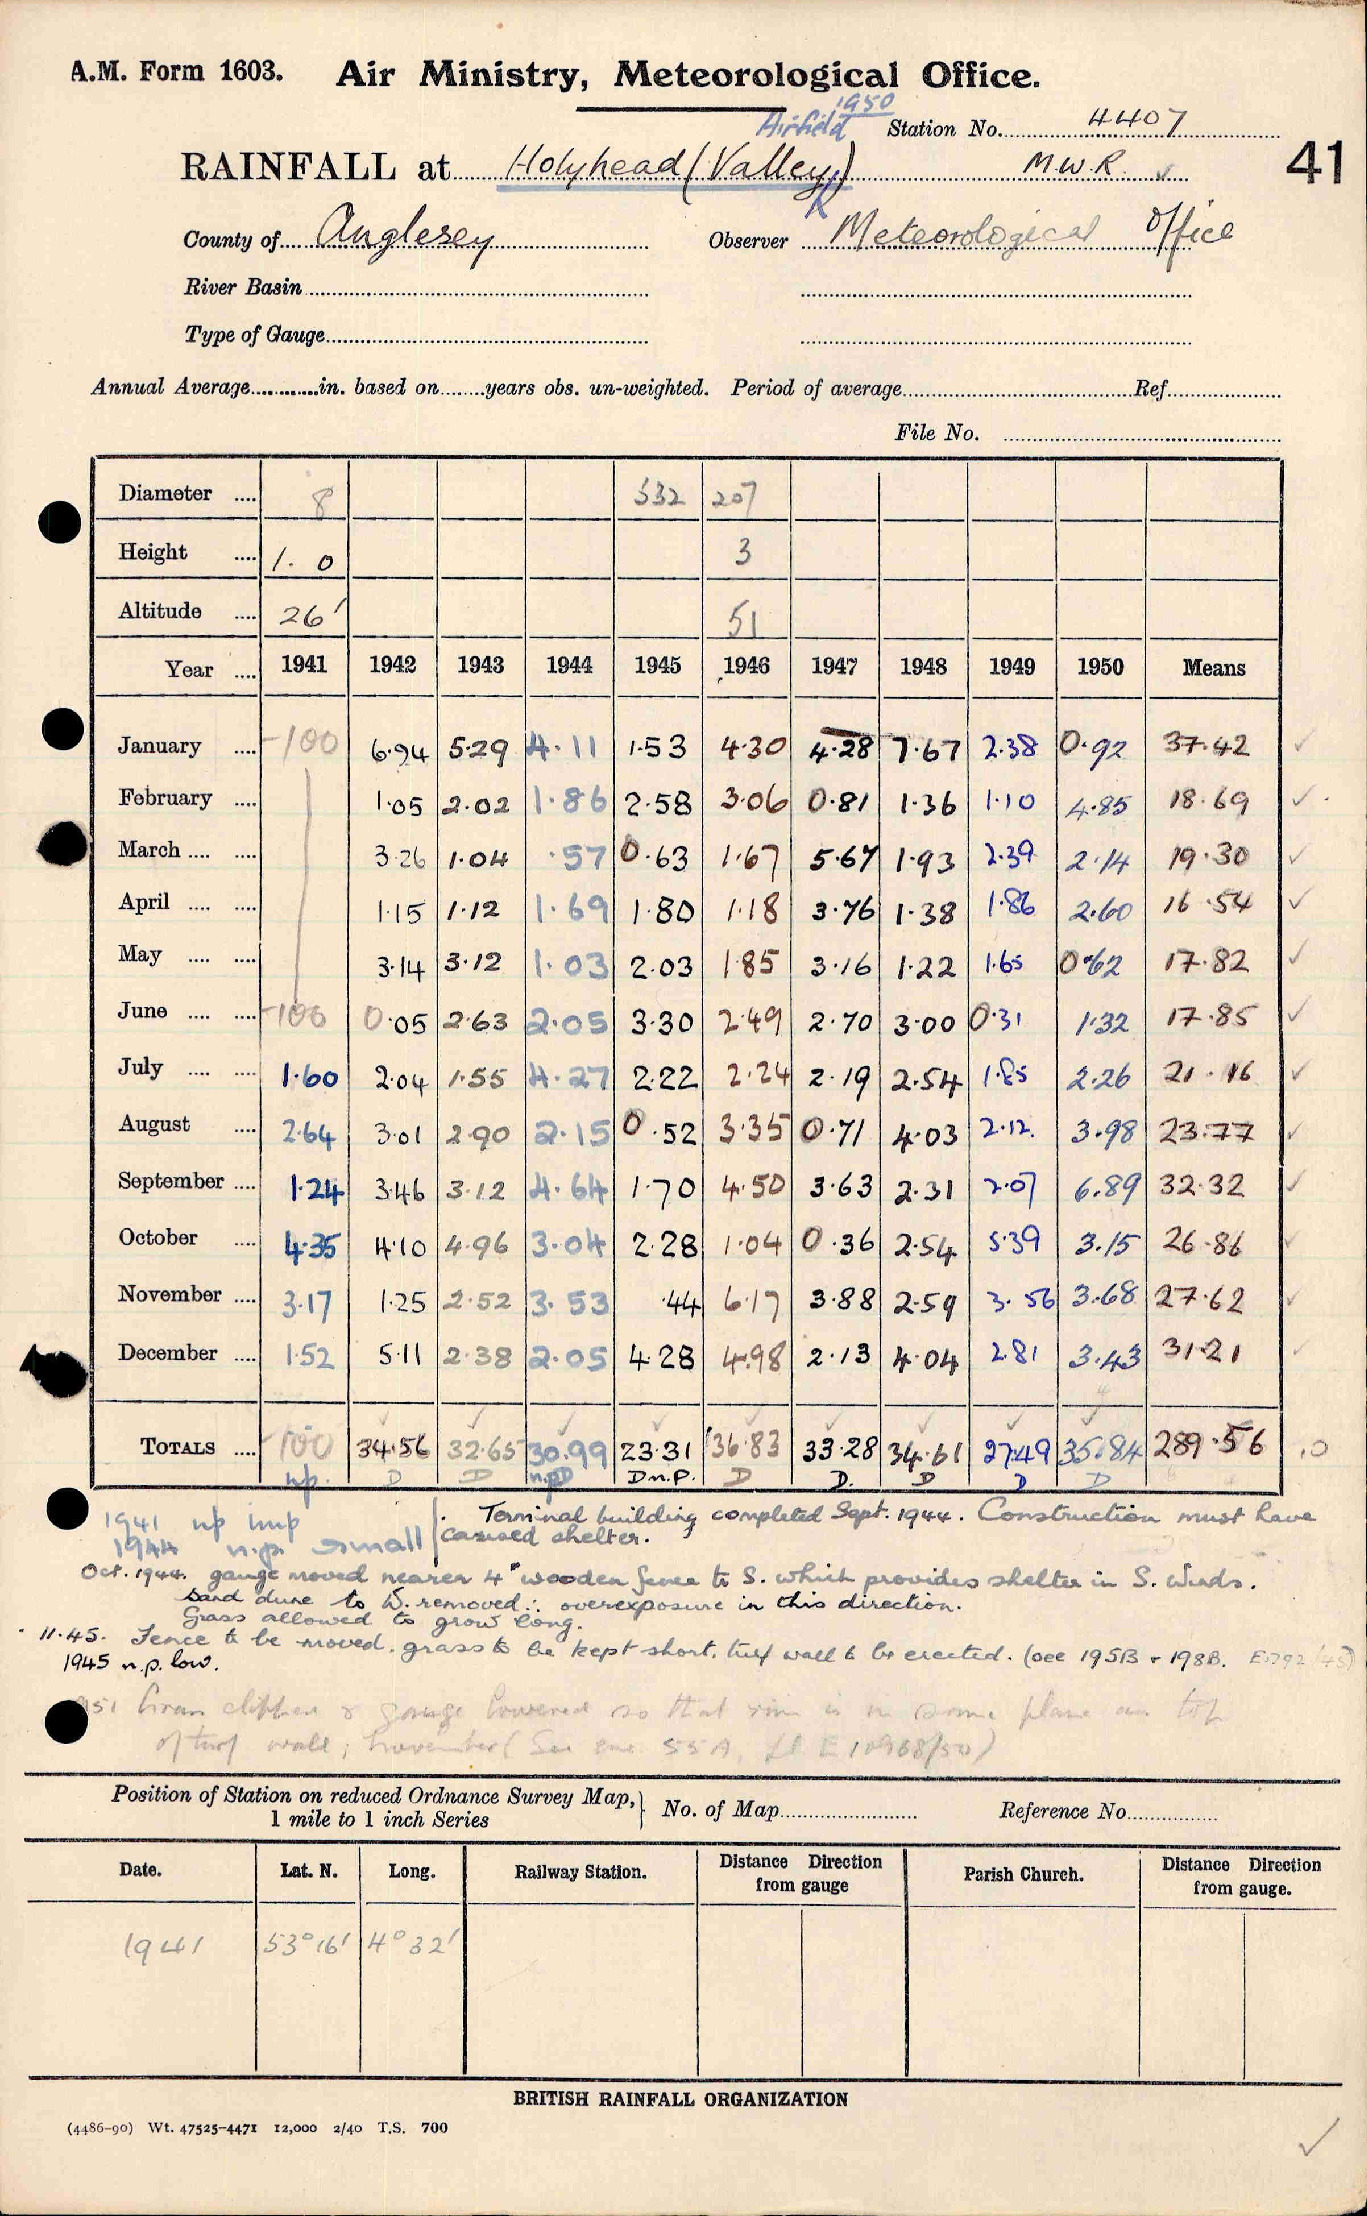 A.M. Form 1603. Air Ministry, Meteorological Office.
1950
Airfield Station No. 4407
RAINFALL at Holyhead (Valley) M.W.R. ✓ 41
County of Anglesey Observer Meteorological Office
River Basin
Type of Gauge
Annual Average in. based on years obs. un-weighted. Period of average Ref.
File No.
Diameter .... 8 332 207
Height .... 1. 0 3
Altitude .... 26' 51
Year .... 1941 1942 1943 1944 1945 1946 1947 1948 1949 1950 Means
January .... -100 6.94 5.29 4.11 1.53 4.30 4.28 7.67 2.38 0.92 37.42 ✓
February .... 1.05 2.02 1.86 2.58 3.06 0.81 1.36 1.10 4.85 18.69 ✓
March .... .... 3.26 1.04 .57 0.63 1.67 5.67 1.93 2.39 2.14 19.30 ✓
April .... .... 1.15 1.12 1.69 1.80 1.18 3.76 1.38 1.86 2.60 16.54 ✓
May .... .... 3.14 3.12 1.03 2.03 1.85 3.16 1.22 1.65 0.62 17.82 ✓
June .... .... -100 0.05 2.63 2.05 3.30 2.49 2.70 3.00 0.31 1.32 17.85 ✓
July .... .... 1.60 2.04 1.55 4.27 2.22 2.24 2.19 2.54 1.85 2.26 21.16 ✓
August .... 2.64 3.01 2.90 2.15 0.52 3.35 0.71 4.03 2.12 3.98 23.77 ✓
September .... 1.24 3.46 3.12 4.64 1.70 4.50 3.63 2.31 2.07 6.89 32.32 ✓
October .... 4.35 4.10 4.96 3.04 2.28 1.04 0.36 2.54 5.39 3.15 26.86 ✓
November .... 3.17 1.25 2.52 3.53 .44 6.17 3.88 2.59 3.56 3.68 27.62 ✓
December .... 1.52 5.11 2.38 2.05 4.28 4.98 2.13 4.04 2.81 3.43 31.21 ✓
TOTALS .... -100 34.56 32.65 30.99 23.31 36.83 33.28 34.61 27.49 35.84 289.56 .0
n.p. D D n.p. D D n.p. D D. D D D
1941 n.p. imp
1944 n.p. small
Terminal building completed Sept. 1944. Construction must have
caused shelter.
Oct. 1944. gauge moved nearer 4" wooden fence to S. which provides shelter in S. Winds.
Sand dune to W. removed ∴ overexposure in this direction.
Grass allowed to grow long.
11.45. Fence to be moved. grass to be kept short. turf wall to be erected. (see 195B + 198B.
1945 n.p. low.
gauge lowered so that rim is in same plane as top
of turf wall; November (See enc. 55A,
Position of Station on reduced Ordnance Survey Map, No. of Map Reference No.
1 mile to 1 inch Series
Date. Lat. N. Long. Railway Station. Distance Direction from gauge Parish Church. Distance Direction from gauge.
1941 53°16' 4°32'
BRITISH RAINFALL ORGANIZATION
(4486-90) Wt. 47525-4471 12,000 2/40 T.S. 700
✓